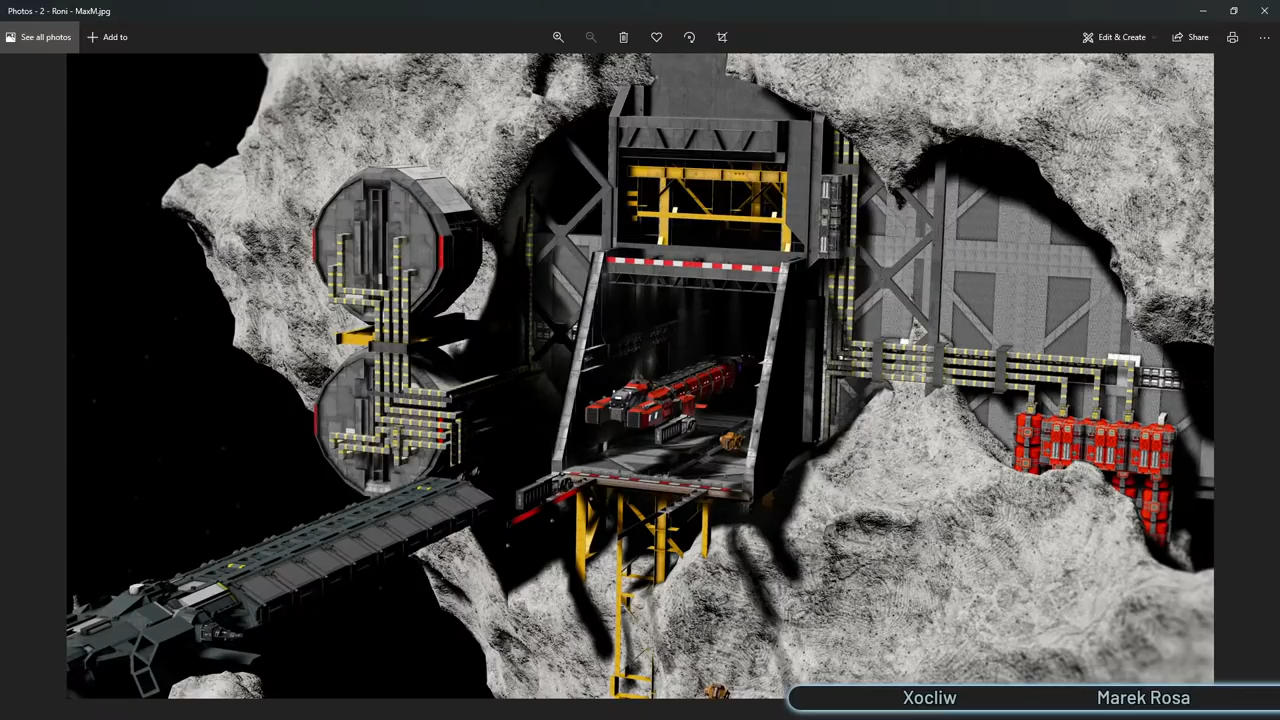 Photos - 2 - Roni - MaxM.jpg
See all photos
Add to
Edit & Create
Share
Xocliw
Marek Rosa